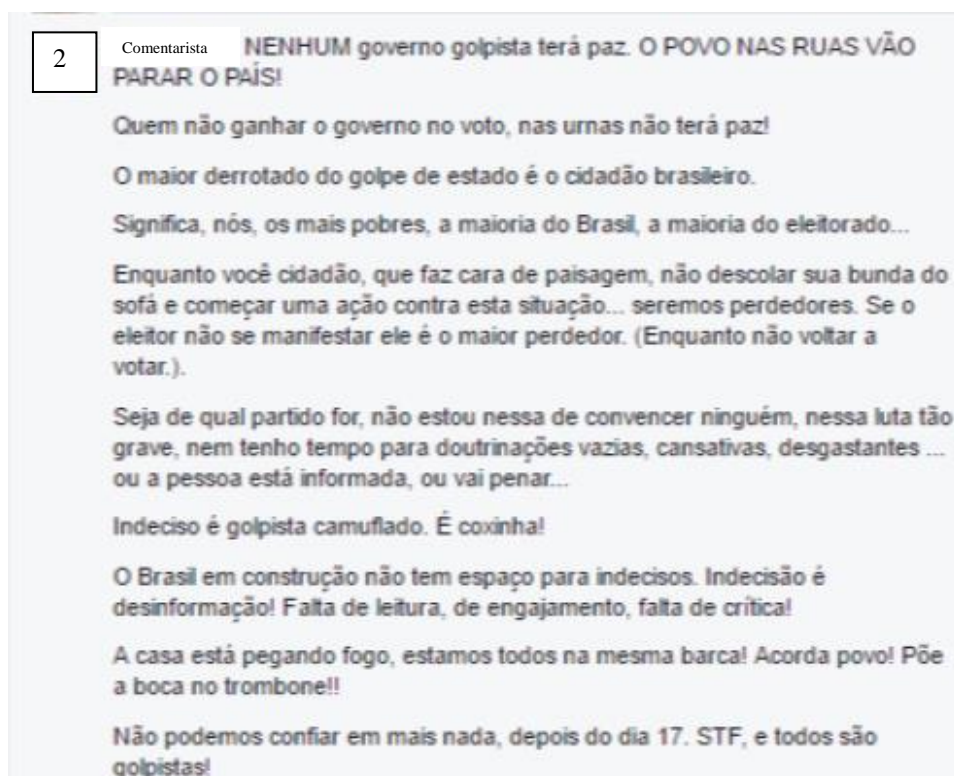 2
Comentarista NENHUM governo golpista terá paz. O POVO NAS RUAS VÃO
PARAR O PAÍS!
Quem não ganhar o governo no voto, nas urnas não terá paz!
O maior derrotado do golpe de estado é o cidadão brasileiro.
Significa, nós, os mais pobres, a maioria do Brasil, a maioria do eleitorado...
Enquanto você cidadão, que faz cara de paisagem, não descolar sua bunda do
sofá e começar uma ação contra esta situação... seremos perdedores. Se o
eleitor não se manifestar ele é o maior perdedor. (Enquanto não voltar a
votar.).
Seja de qual partido for, não estou nessa de convencer ninguém, nessa luta tão
grave, nem tenho tempo para doutrinações vazias, cansativas, desgastantes ...
ou a pessoa está informada, ou vai penar...
Indeciso é golpista camuflado. É coxinha!
O Brasil em construção não tem espaço para indecisos. Indecisão é
desinformação! Falta de leitura, de engajamento, falta de crítica!
A casa está pegando fogo, estamos todos na mesma barca! Acorda povo! Põe
a boca no trombone!!
Não podemos confiar em mais nada, depois do dia 17. STF, e todos são
golpistas!